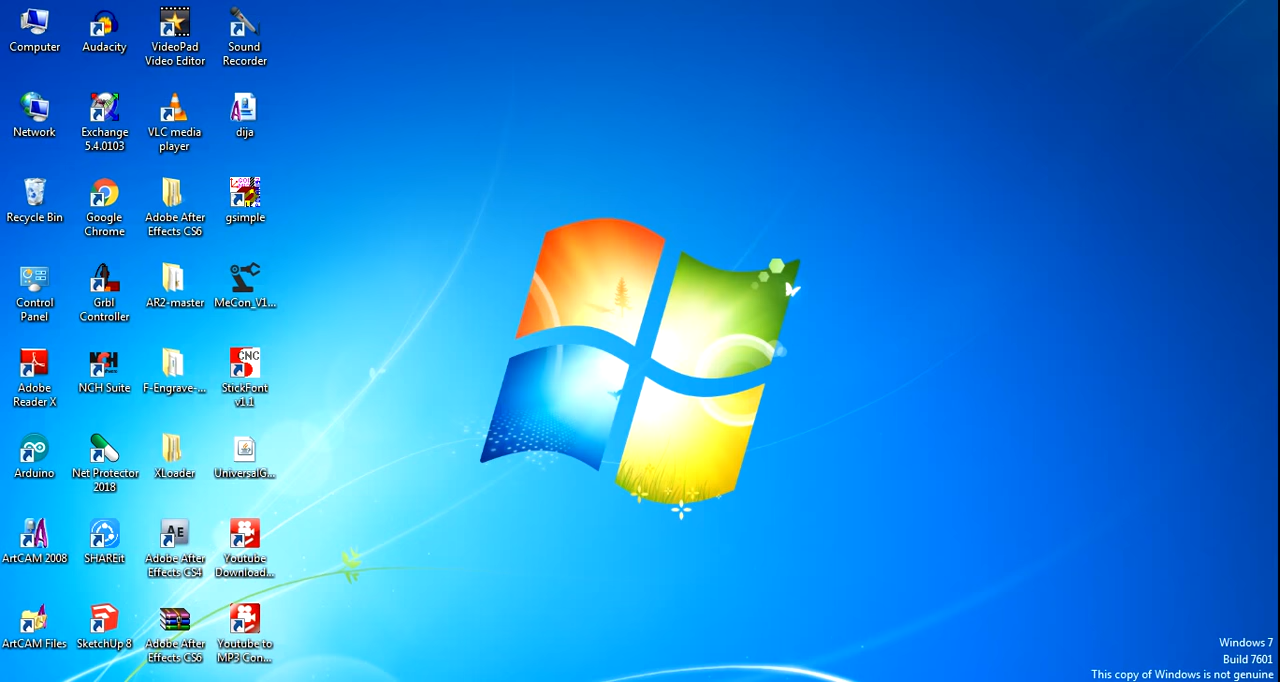 Computer
Audacity
VideoPad
Video Editor
Sound
Recorder
Network
Exchange
5.4.0103
VLC media
player
dija
Recycle Bin
Google
Chrome
Adobe After
Effects CS6
gsimple
Control
Panel
Grbl
Controller
AR2-master
MeCon_V1...
Adobe
Reader X
NCH Suite
F-Engrave-...
CNC
StickFont
v1.1
Arduino
Net Protector
2018
XLoader
UniversalG...
ArtCAM 2008
SHAREit
AE
Adobe After
Effects CS4
Youtube
Download...
ArtCAM Files
SketchUp 8
Adobe After
Effects CS6
Youtube to
MP3 Con...
Windows 7
Build 7601
This copy of Windows is not genuine